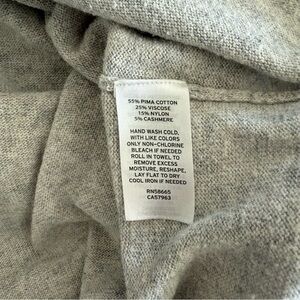 55% PIMA COTTON
25% VISCOSE
15% NYLON
5% CASHMERE
HAND WASH COLD,
WITH LIKE COLORS
ONLY NON-CHLORINE
BLEACH IF NEEDED
ROLL IN TOWEL TO
REMOVE EXCESS
MOISTURE, RESHAPE,
LAY FLAT TO DRY
COOL IRON IF NEEDED
RN58665
CA57963